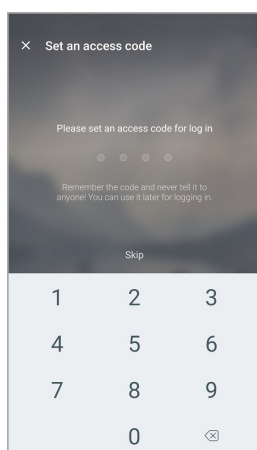 × Set an access code
Please set an access code for log in
Remember the code and never tell it to
anyone! You can use it later for logging in.
Skip
1 2 3
4 5 6
7 8 9
0